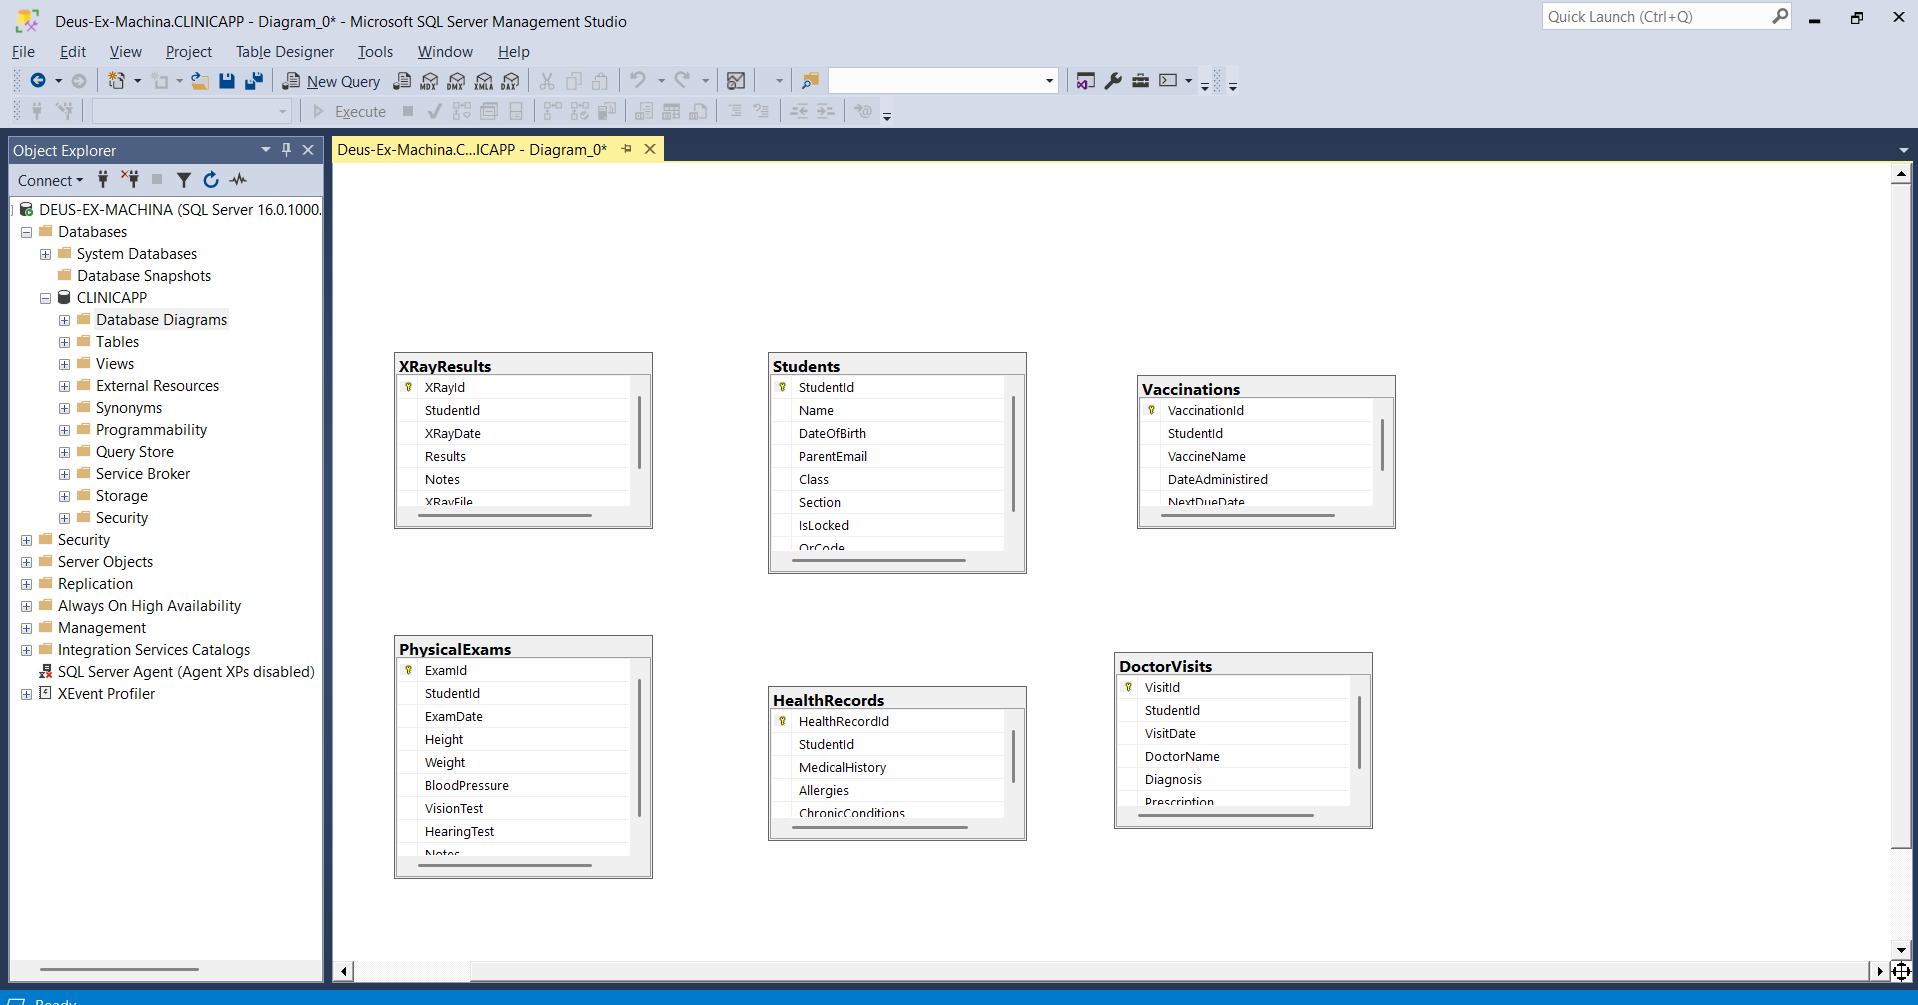 Deus-Ex-Machina.CLINICAPP - Diagram_0* - Microsoft SQL Server Management Studio
Quick Launch (Ctrl+Q)
File Edit View Project Table Designer Tools Window Help
New Query MDX DMX XMLA DAX
Execute
Object Explorer
Connect
DEUS-EX-MACHINA (SQL Server 16.0.1000.
Databases
System Databases
Database Snapshots
CLINICAPP
Database Diagrams
Tables
Views
External Resources
Synonyms
Programmability
Query Store
Service Broker
Storage
Security
Security
Server Objects
Replication
Always On High Availability
Management
Integration Services Catalogs
SQL Server Agent (Agent XPs disabled)
XEvent Profiler
Deus-Ex-Machina.C...ICAPP - Diagram_0*
XRayResults
XRayId
StudentId
XRayDate
Results
Notes
XRayFile
Students
StudentId
Name
DateOfBirth
ParentEmail
Class
Section
IsLocked
QrCode
Vaccinations
VaccinationId
StudentId
VaccineName
DateAdministired
NextDueDate
PhysicalExams
ExamId
StudentId
ExamDate
Height
Weight
BloodPressure
VisionTest
HearingTest
Notes
HealthRecords
HealthRecordId
StudentId
MedicalHistory
Allergies
ChronicConditions
DoctorVisits
VisitId
StudentId
VisitDate
DoctorName
Diagnosis
Prescription
Ready